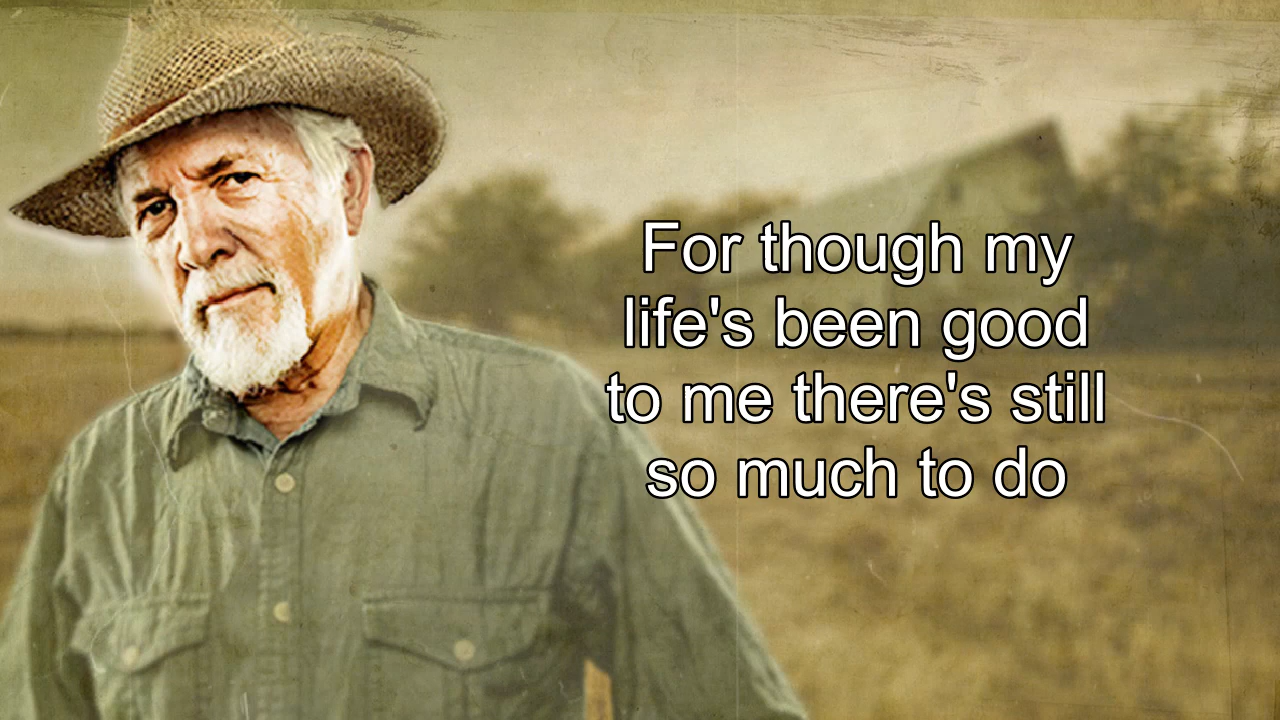 For though my
life's been good
to me there's still
so much to do